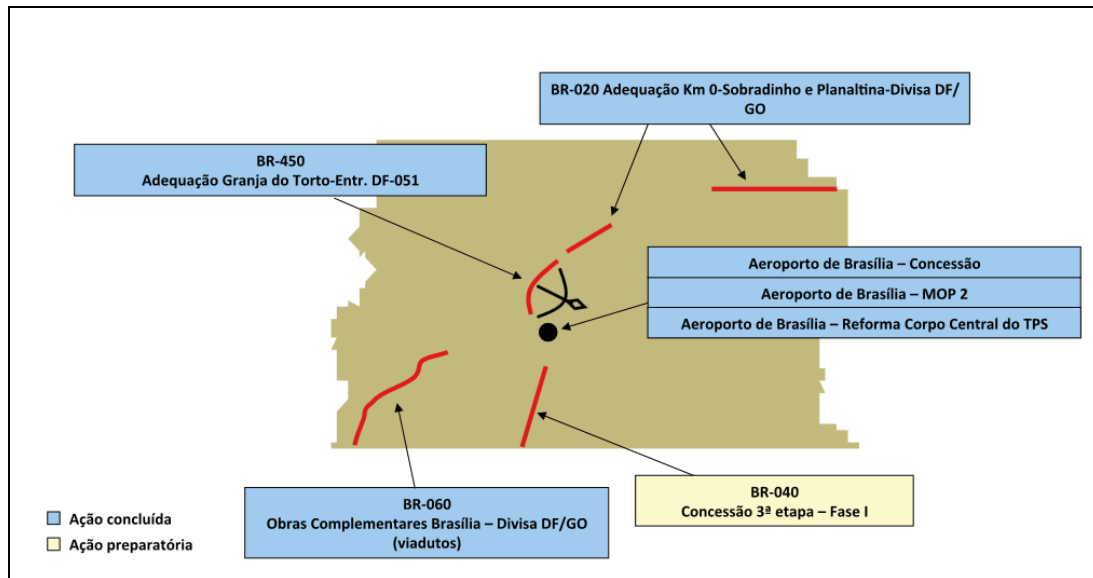 BR-020 Adequação Km 0-Sobradinho e Planaltina-Divisa DF/
GO
BR-450
Adequação Granja do Torto-Entr. DF-051
Aeroporto de Brasília – Concessão
Aeroporto de Brasília – MOP 2
Aeroporto de Brasília – Reforma Corpo Central do TPS
BR-060
Obras Complementares Brasília – Divisa DF/GO
(viadutos)
BR-040
Concessão 3ª etapa – Fase I
Ação concluída
Ação preparatória